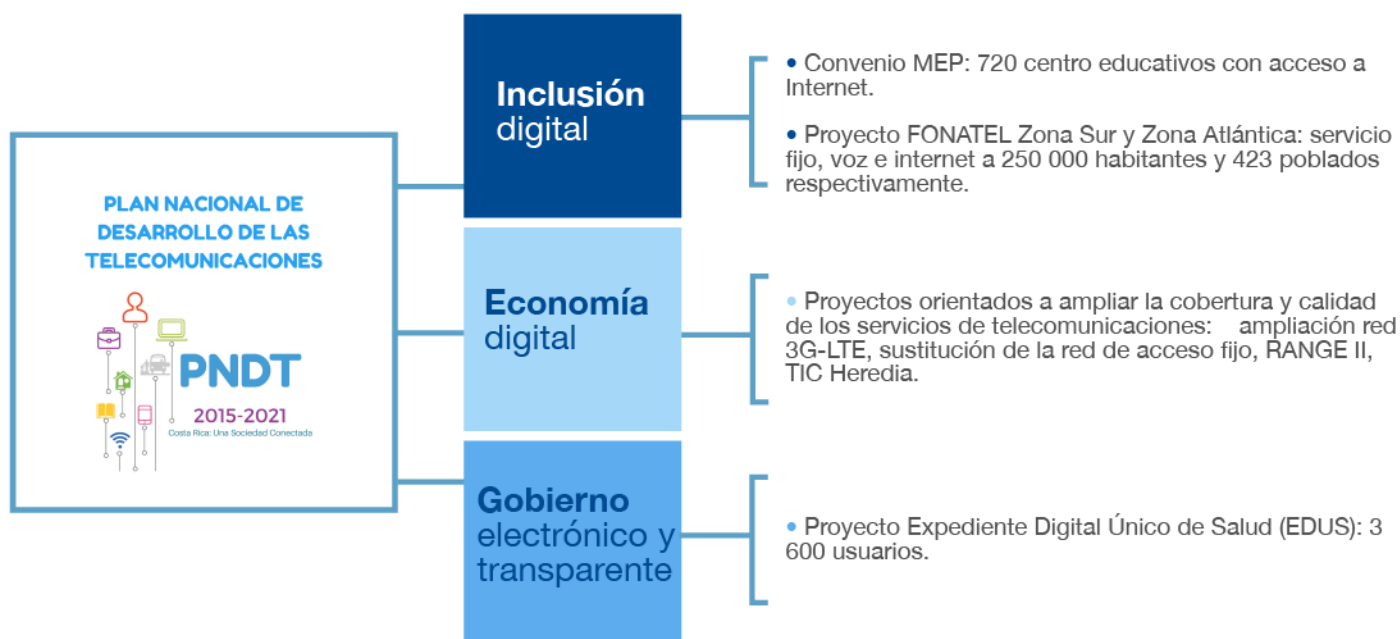 PLAN NACIONAL DE
DESARROLLO DE LAS
TELECOMUNICACIONES
PNDT
2015-2021
Costa Rica: Una Sociedad Conectada
Inclusión
digital
• Convenio MEP: 720 centro educativos con acceso a
Internet.
• Proyecto FONATEL Zona Sur y Zona Atlántica: servicio
fijo, voz e internet a 250 000 habitantes y 423 poblados
respectivamente.
Economía
digital
• Proyectos orientados a ampliar la cobertura y calidad
de los servicios de telecomunicaciones: ampliación red
3G-LTE, sustitución de la red de acceso fijo, RANGE II,
TIC Heredia.
Gobierno
electrónico y
transparente
• Proyecto Expediente Digital Único de Salud (EDUS): 3
600 usuarios.